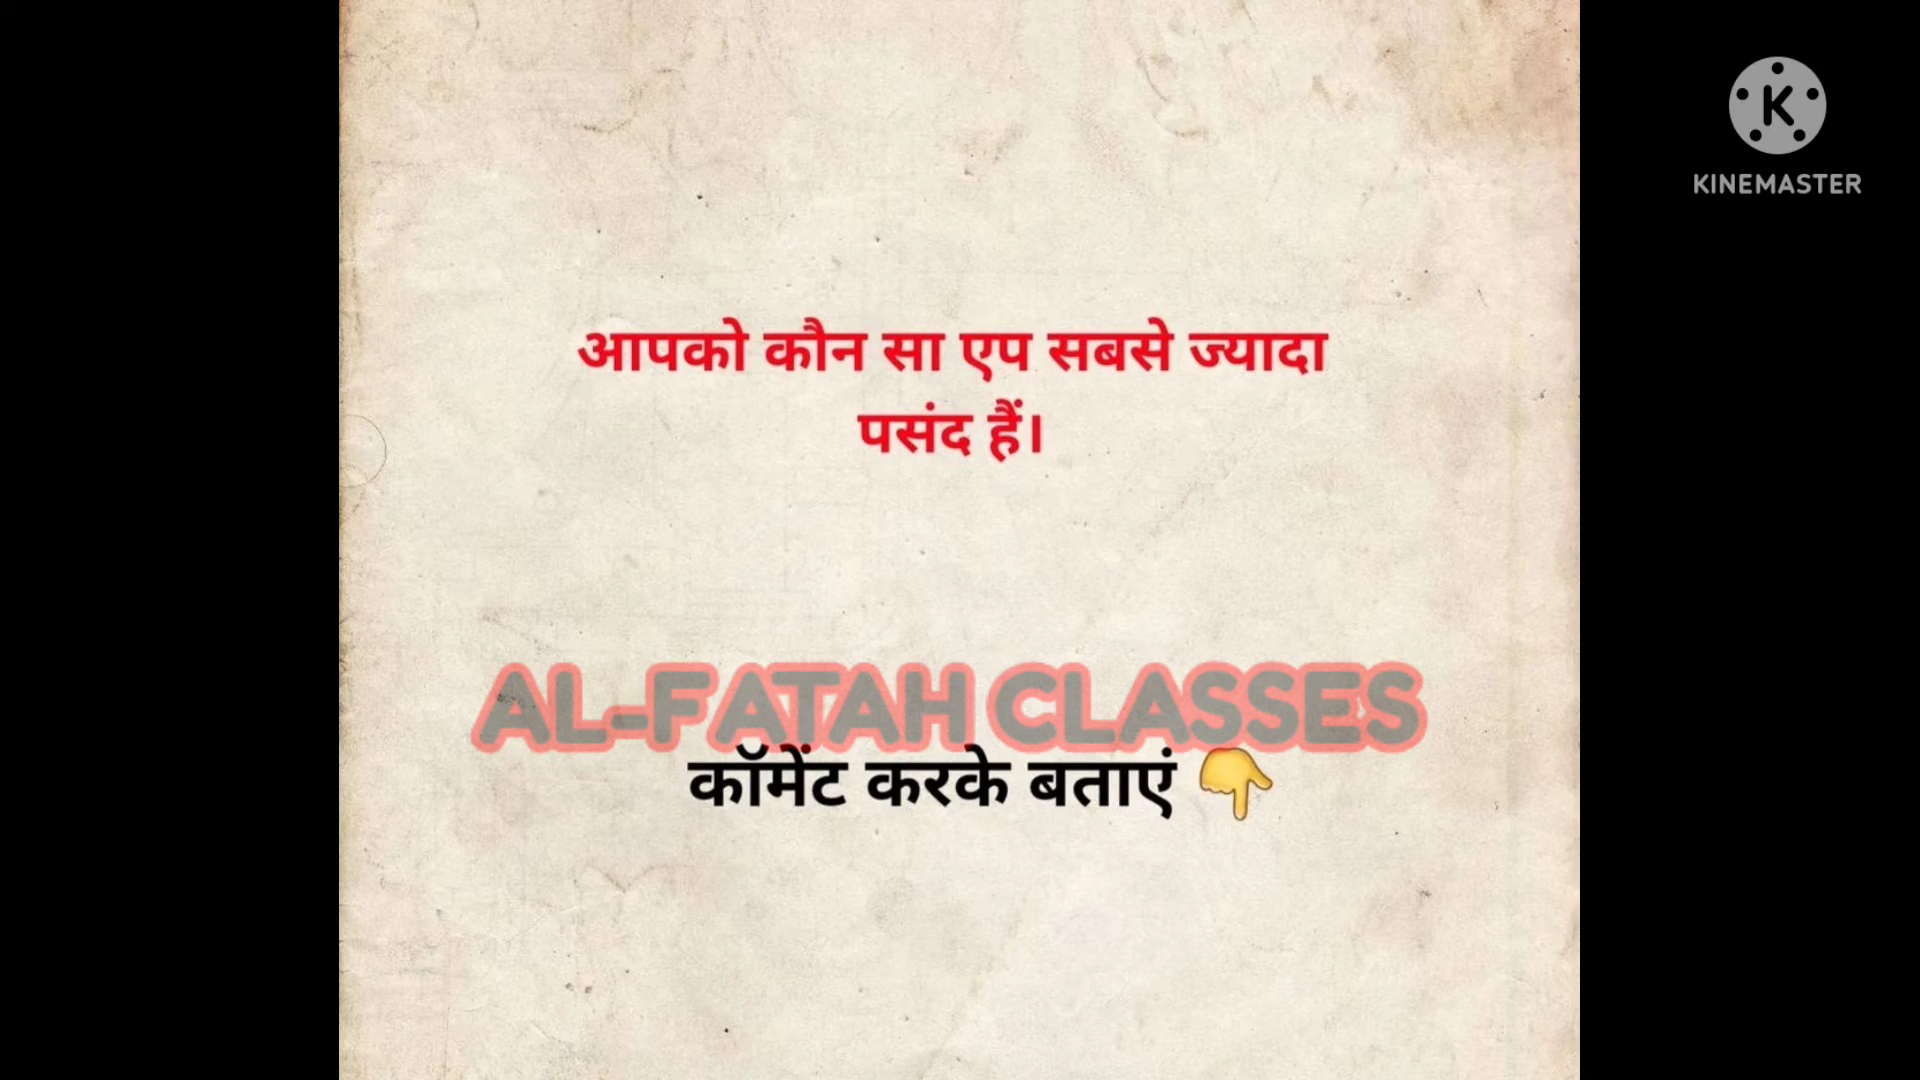 KINEMASTER
आपको कौन सा एप सबसे ज्यादा
पसंद हैं।
AL-FATAH CLASSES
कॉमेंट करके बताएं 👇